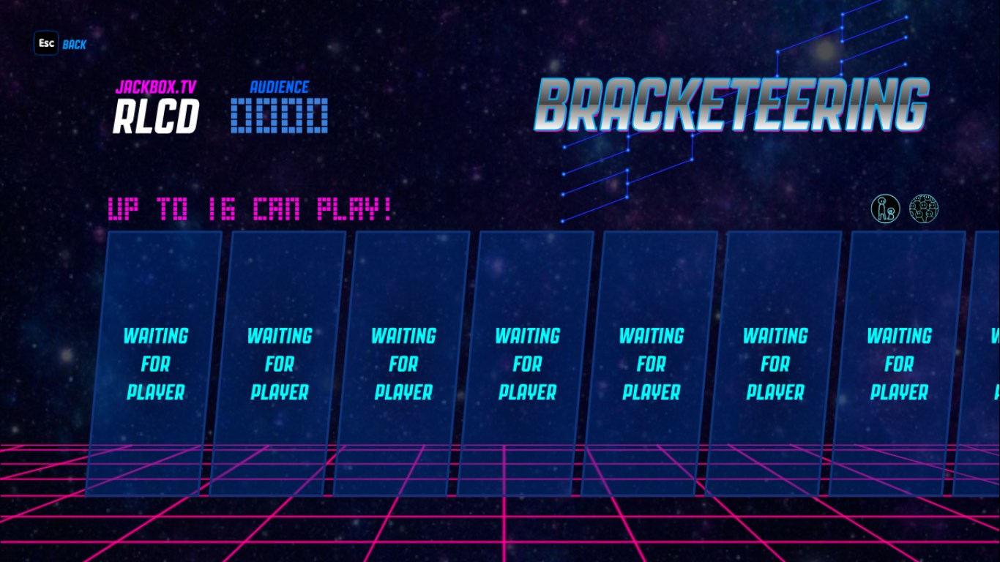 Esc BACK
JACKBOX.TV
RLCD
AUDIENCE
0000
BRACKETEERING
UP TO 16 CAN PLAY!
WAITING FOR PLAYER
WAITING FOR PLAYER
WAITING FOR PLAYER
WAITING FOR PLAYER
WAITING FOR PLAYER
WAITING FOR PLAYER
WAITING FOR PLAYER